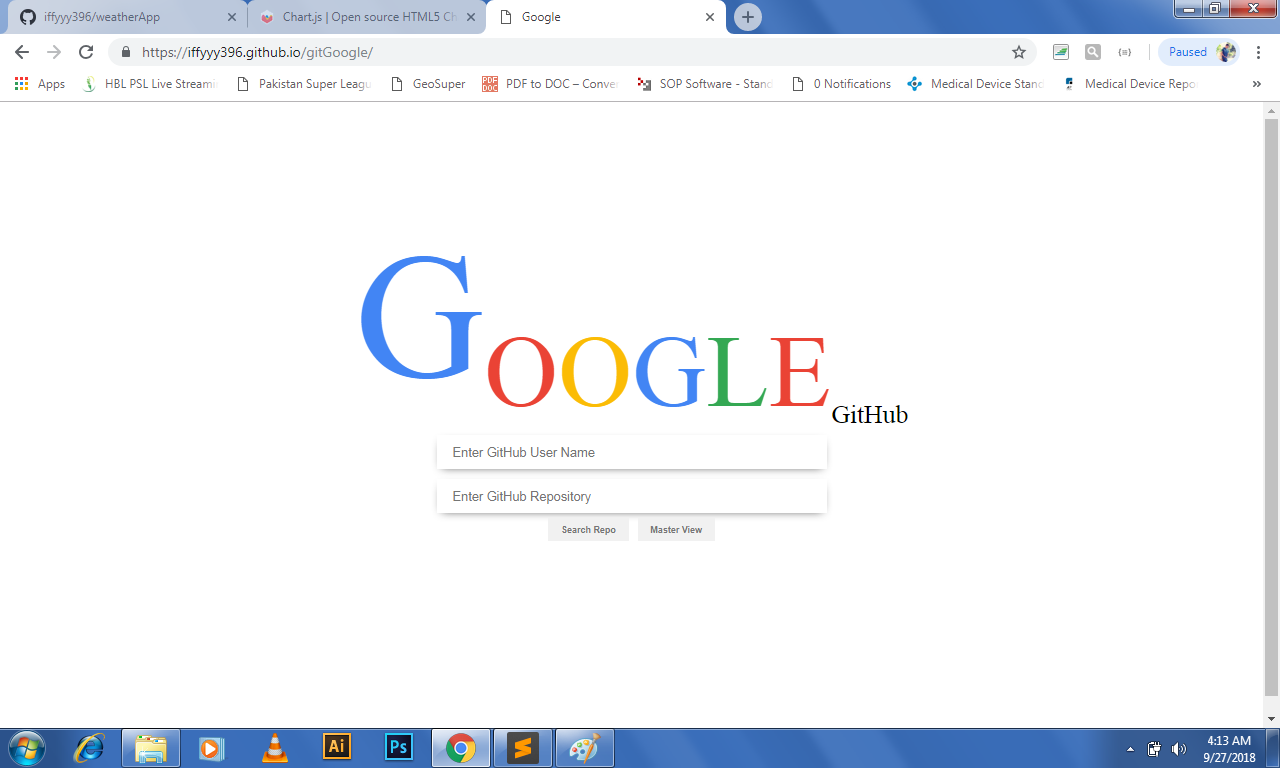 iffyyy396/weatherApp
Chart.js | Open source HTML5 Ch
Google
https://iffyyy396.github.io/gitGoogle/
Paused
Apps
HBL PSL Live Streami
Pakistan Super Leagu
GeoSuper
PDF to DOC – Conver
SOP Software - Stand
0 Notifications
Medical Device Stand
Medical Device Repo
»
GOOGLE
GitHub
Enter GitHub User Name
Enter GitHub Repository
Search Repo
Master View
Ai
Ps
4:13 AM
9/27/2018